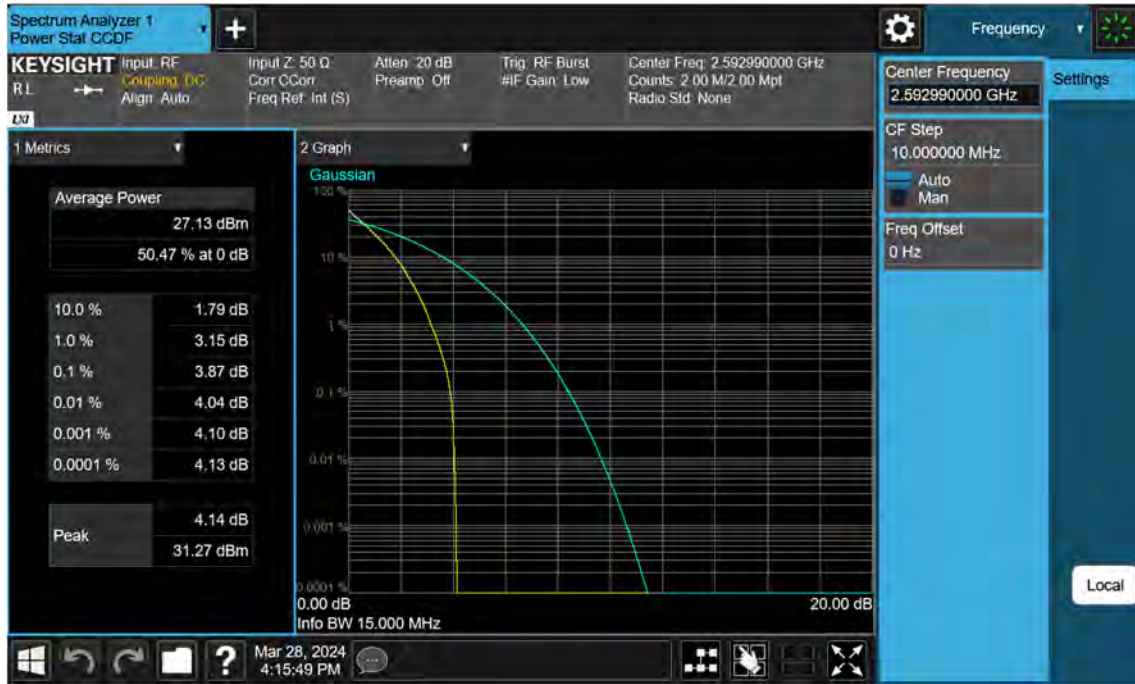 Spectrum Analyzer 1
Power Stat CCDF
+
Frequency
KEYSIGHT
RL
LXI
Input: RF
Coupling: DC
Align: Auto
Input Z: 50 Ω
Corr CCorr
Freq Ref: Int (S)
Atten: 20 dB
Preamp: Off
Trig: RF Burst
#IF Gain: Low
Center Freq: 2.592990000 GHz
Counts: 2.00 M/2.00 Mpt
Radio Std: None
Center Frequency
2.592990000 GHz
Settings
CF Step
10.000000 MHz
Auto
Man
Freq Offset
0 Hz
1 Metrics
Average Power
27.13 dBm
50.47 % at 0 dB
10.0 % 1.79 dB
1.0 % 3.15 dB
0.1 % 3.87 dB
0.01 % 4.04 dB
0.001 % 4.10 dB
0.0001 % 4.13 dB
Peak
4.14 dB
31.27 dBm
2 Graph
Gaussian
100 %
10 %
1 %
0.1 %
0.01 %
0.001 %
0.0001 %
0.00 dB 20.00 dB
Info BW 15.000 MHz
Local
?
Mar 28, 2024
4:15:49 PM